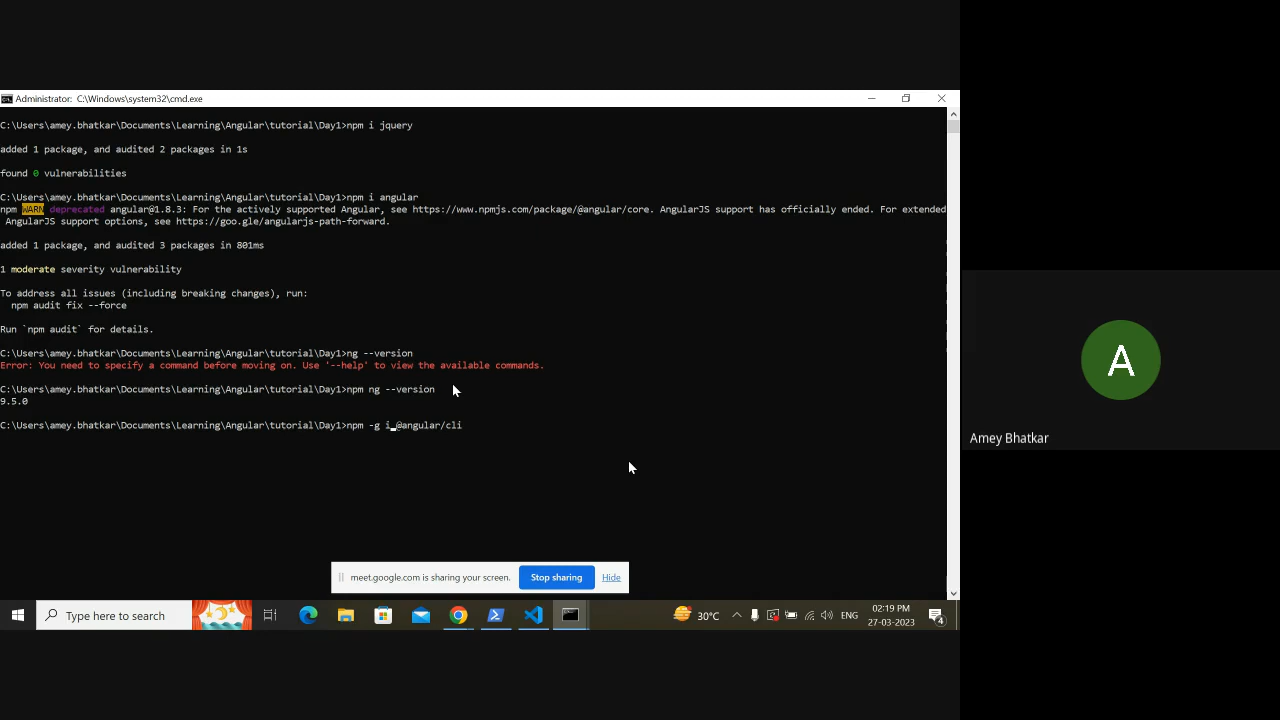 Administrator: C:\Windows\system32\cmd.exe
C:\Users\amey.bhatkar\Documents\Learning\Angular\tutorial\Day1>npm i jquery
added 1 package, and audited 2 packages in 1s
found 0 vulnerabilities
C:\Users\amey.bhatkar\Documents\Learning\Angular\tutorial\Day1>npm i angular
npm WARN deprecated angular@1.8.3: For the actively supported Angular, see https://www.npmjs.com/package/@angular/core. AngularJS support has officially ended. For extended
AngularJS support options, see https://goo.gle/angularjs-path-forward.
added 1 package, and audited 3 packages in 801ms
1 moderate severity vulnerability
To address all issues (including breaking changes), run:
npm audit fix --force
Run `npm audit` for details.
C:\Users\amey.bhatkar\Documents\Learning\Angular\tutorial\Day1>ng --version
Error: You need to specify a command before moving on. Use '--help' to view the available commands.
C:\Users\amey.bhatkar\Documents\Learning\Angular\tutorial\Day1>npm ng --version
9.5.0
C:\Users\amey.bhatkar\Documents\Learning\Angular\tutorial\Day1>npm -g i @angular/cli
A
Amey Bhatkar
meet.google.com is sharing your screen.
Stop sharing
Hide
Type here to search
30°C
ENG
02:19 PM
27-03-2023
4